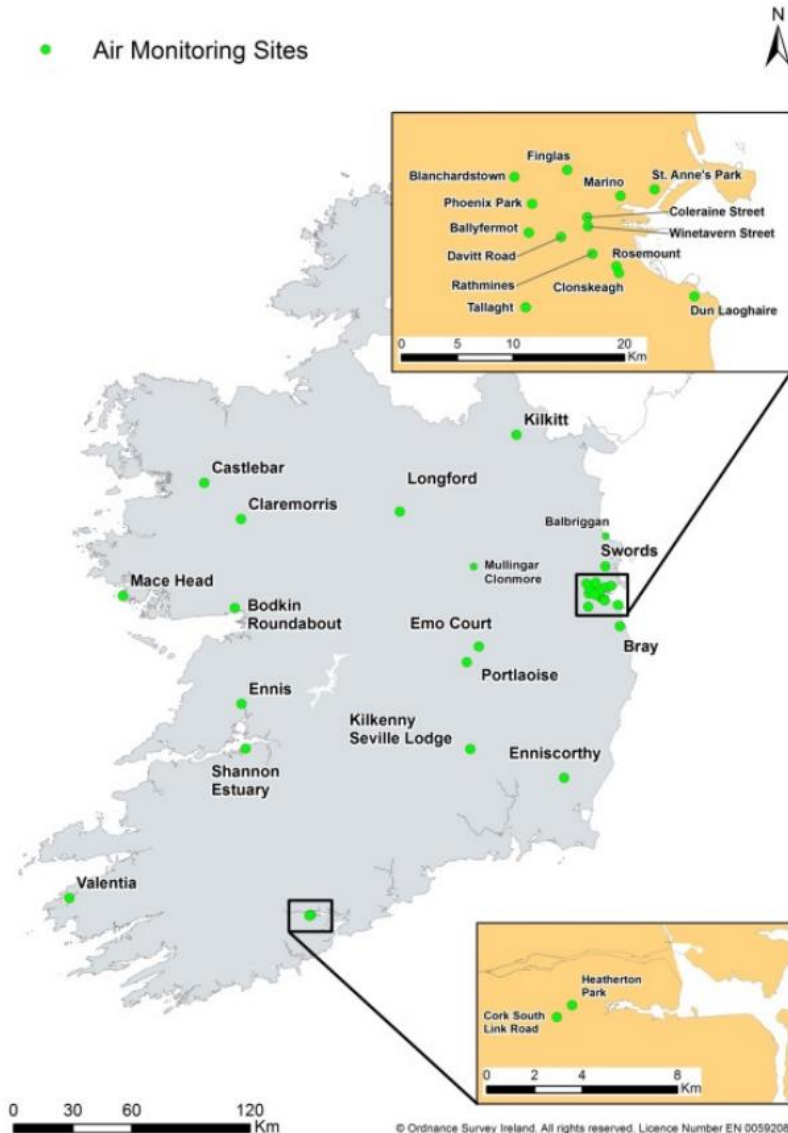 N
Air Monitoring Sites
Finglas
Blanchardstown
St. Anne's Park
Marino
Phoenix Park
Coleraine Street
Ballyfermot
Winetavern Street
Davitt Road
Rosemount
Rathmines
Clonskeagh
Tallaght
Dun Laoghaire
0 5 10 20
Km
Kilkitt
Castlebar
Longford
Claremorris
Balbriggan
Swords
Mullingar
Clonmore
Mace Head
Bodkin
Roundabout
Emo Court
Bray
Portlaoise
Ennis
Kilkenny
Seville Lodge
Enniscorthy
Shannon
Estuary
Valentia
Heatherton
Park
Cork South
Link Road
0 2 4 8
Km
0 30 60 120
Km
© Ordnance Survey Ireland. All rights reserved. Licence Number EN 0059208